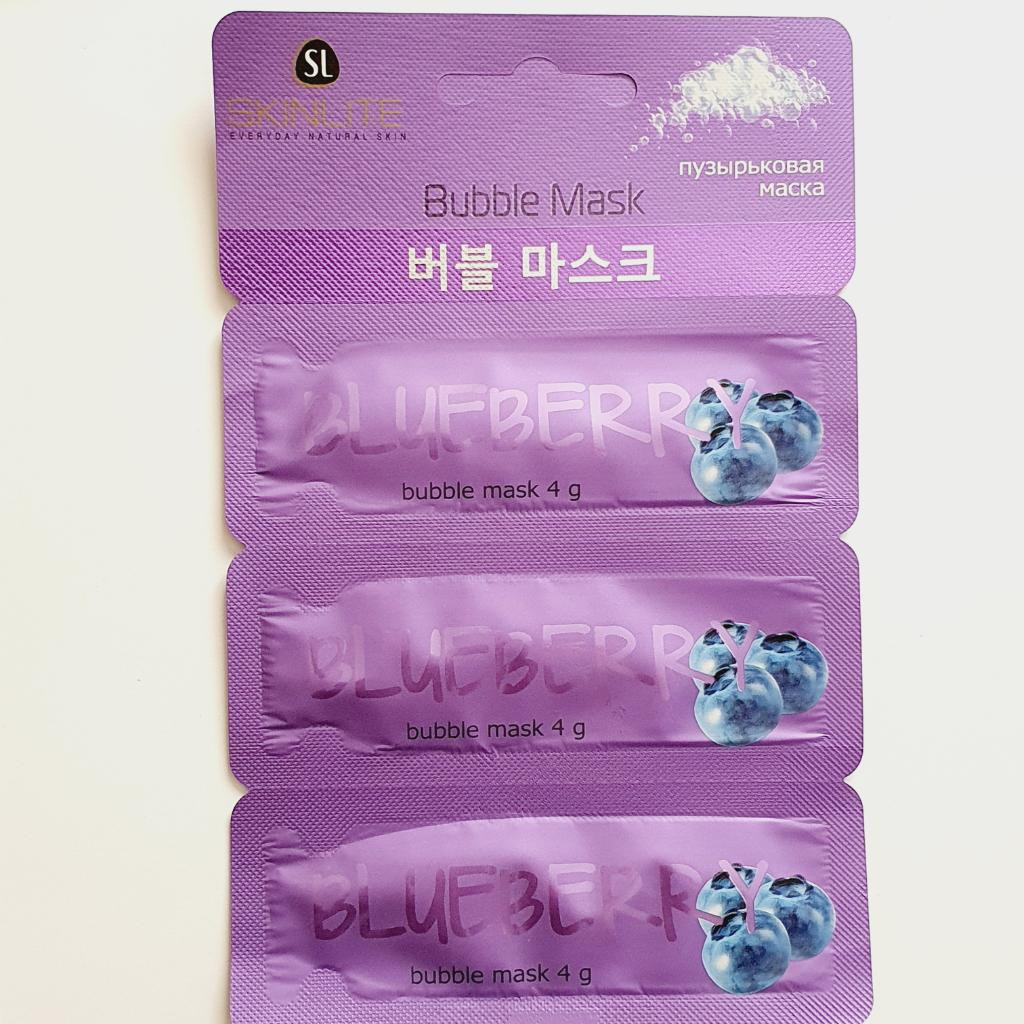 SL
SKINLITE
EVERYDAY NATURAL SKIN
пузырьковая
маска
Bubble Mask
버블 마스크
BLUEBERRY
bubble mask 4 g
BLUEBERRY
bubble mask 4 g
BLUEBERRY
bubble mask 4 g